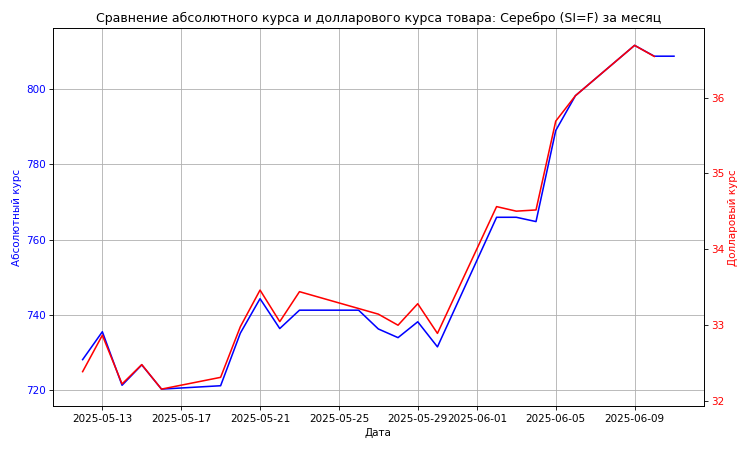 Сравнение абсолютного курса и долларового курса товара: Серебро (SI=F) за месяц
Абсолютный курс
800
780
760
740
720
36
35
34
33
32
Долларовый курс
2025-05-13 2025-05-17 2025-05-21 2025-05-25 2025-05-29 2025-06-01 2025-06-05 2025-06-09
Дата